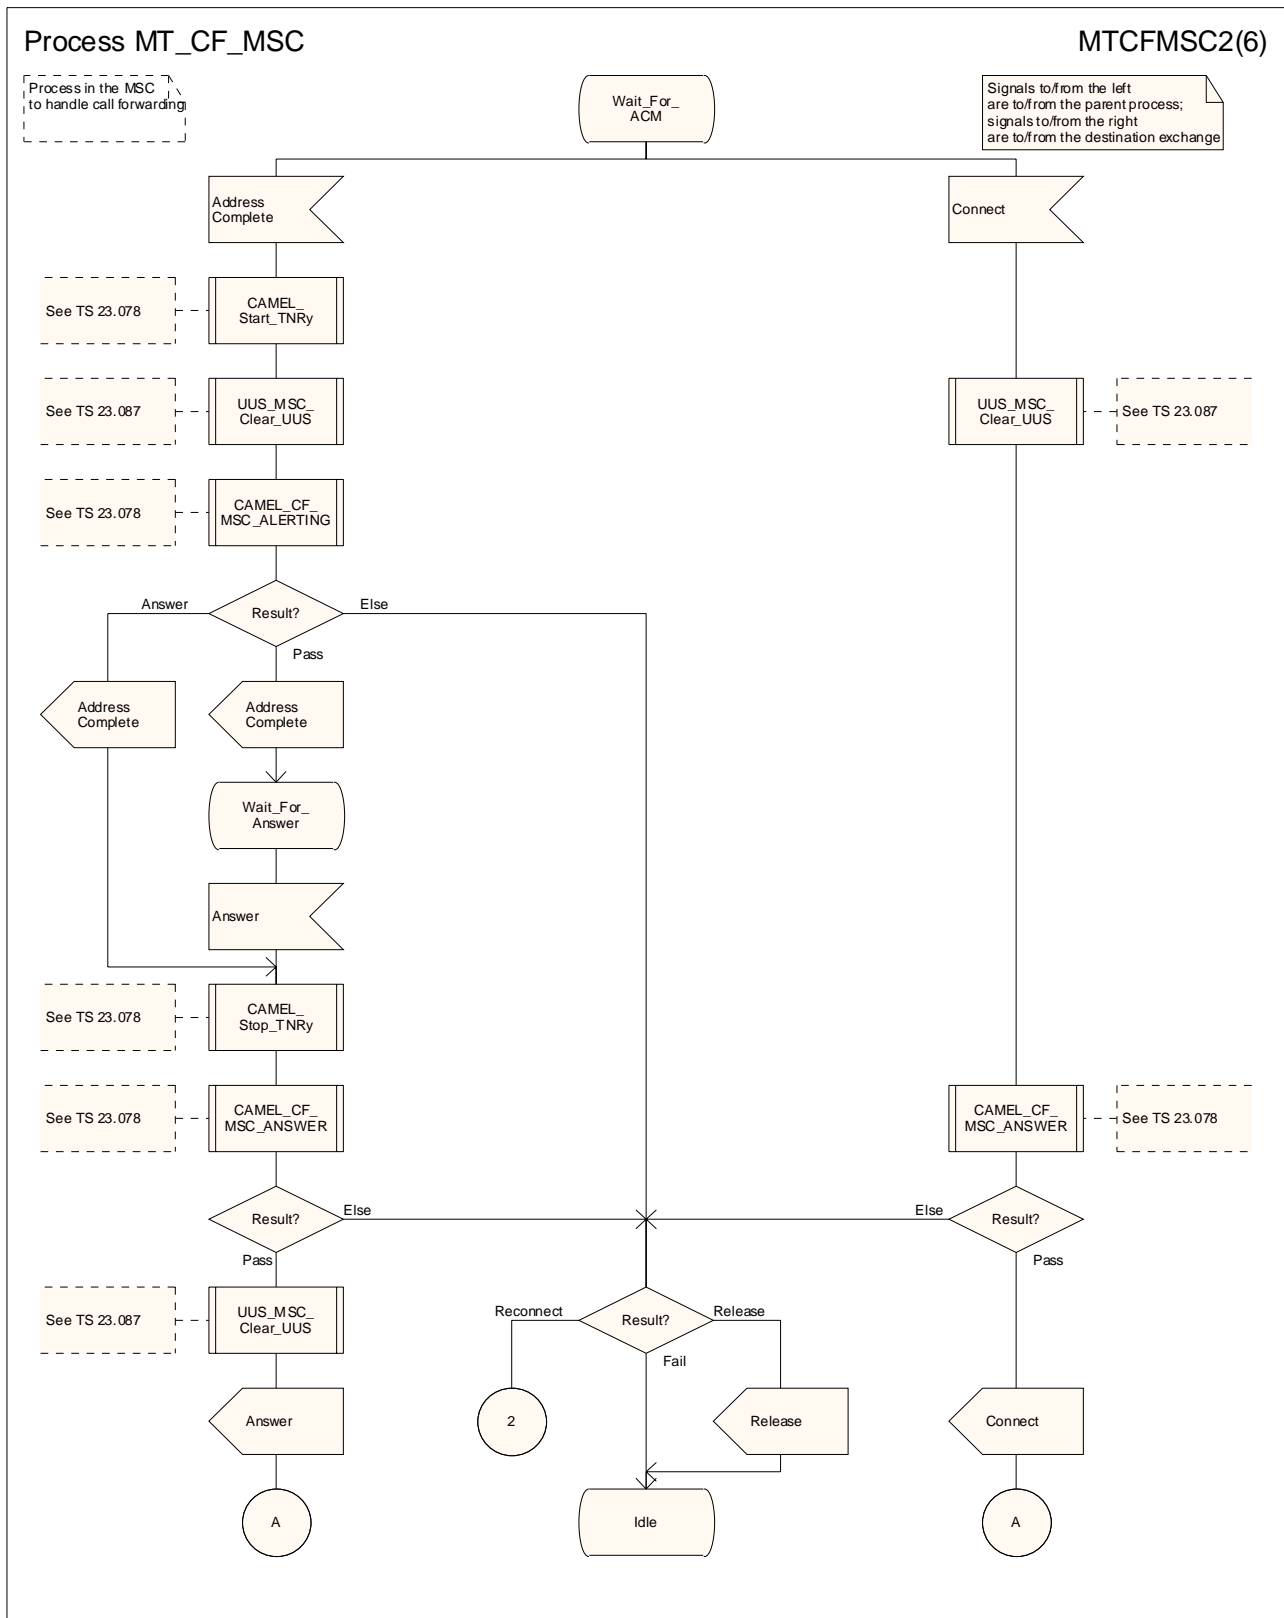 Process MT_CF_MSC
MTCFMSC2(6)
Process in the MSC
to handle call forwarding
Wait_For_
ACM
Signals to/from the left
are to/from the parent process;
signals to/from the right
are to/from the destination exchange
Address
Complete
Connect
See TS 23.078
CAMEL_
Start_TNRy
See TS 23.087
UUS_MSC_
Clear_UUS
UUS_MSC_
Clear_UUS
See TS 23.087
See TS 23.078
CAMEL_CF_
MSC_ALERTING
Answer
Result?
Else
Pass
Address
Complete
Address
Complete
Wait_For_
Answer
Answer
See TS 23.078
CAMEL_
Stop_TNRy
See TS 23.078
CAMEL_CF_
MSC_ANSWER
CAMEL_CF_
MSC_ANSWER
See TS 23.078
Result?
Else
Else
Result?
Pass
Pass
See TS 23.087
UUS_MSC_
Clear_UUS
Reconnect
Result?
Release
Fail
Answer
2
Release
Connect
A
Idle
A